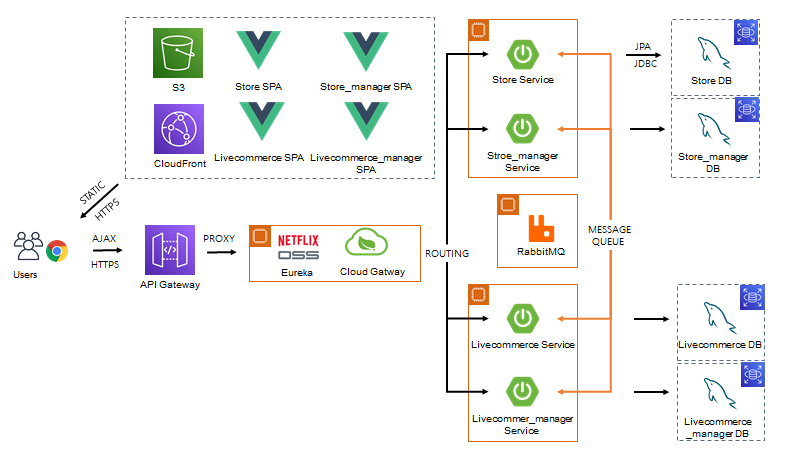 S3
Store SPA
Store_manager SPA
CloudFront
Livecommerce SPA
Livecommerce_manager
SPA
STATIC
HTTPS
Users
AJAX
HTTPS
API Gateway
PROXY
NETFLIX
OSS
Eureka
Cloud Gatway
ROUTING
Store Service
Stroe_manager
Service
RabbitMQ
MESSAGE
QUEUE
Livecommerce Service
Livecommer_manager
Service
JPA
JDBC
Store DB
Store_manager
DB
Livecommerce DB
Livecommerce
_manager DB